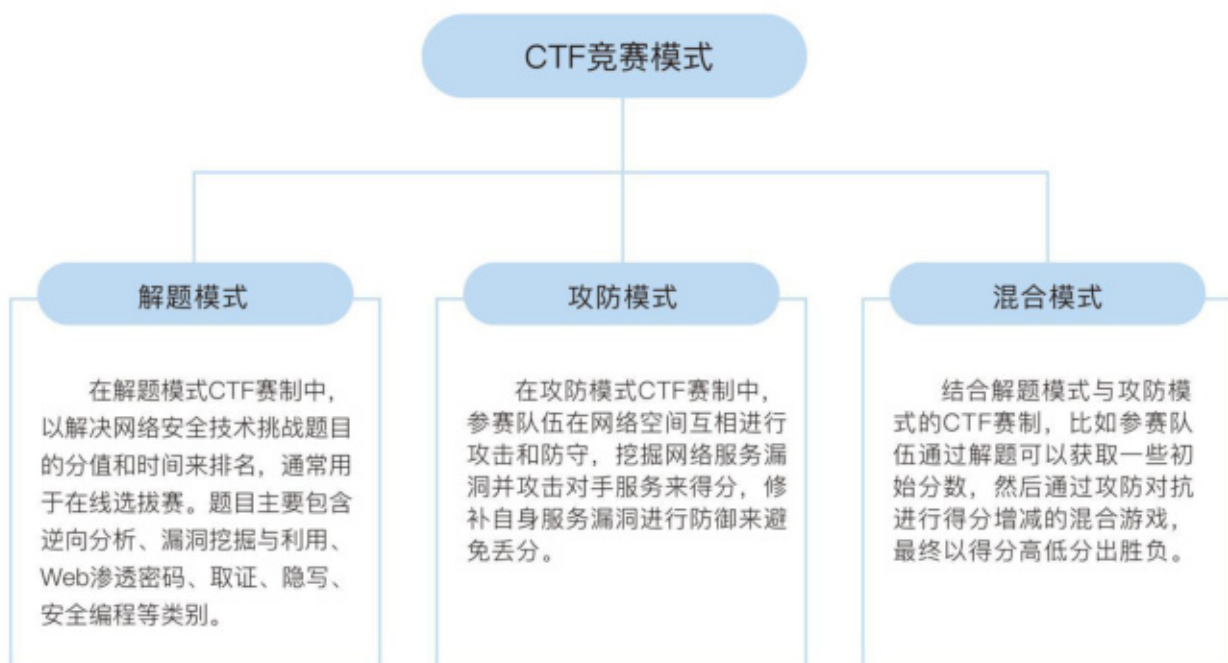 CTF竞赛模式
解题模式
在解题模式CTF赛制中，
以解决网络安全技术挑战题目
的分值和时间来排名，通常用
于在线选拔赛。题目主要包含
逆向分析、漏洞挖掘与利用、
Web渗透密码、取证、隐写、
安全编程等类别。
攻防模式
在攻防模式CTF赛制中，
参赛队伍在网络空间互相进行
攻击和防守，挖掘网络服务漏
洞并攻击对手服务来得分，修
补自身服务漏洞进行防御来避
免丢分。
混合模式
结合解题模式与攻防模
式的CTF赛制，比如参赛队
伍通过解题可以获取一些初
始分数，然后通过攻防对抗
进行得分增减的混合游戏，
最终以得分高低分出胜负。